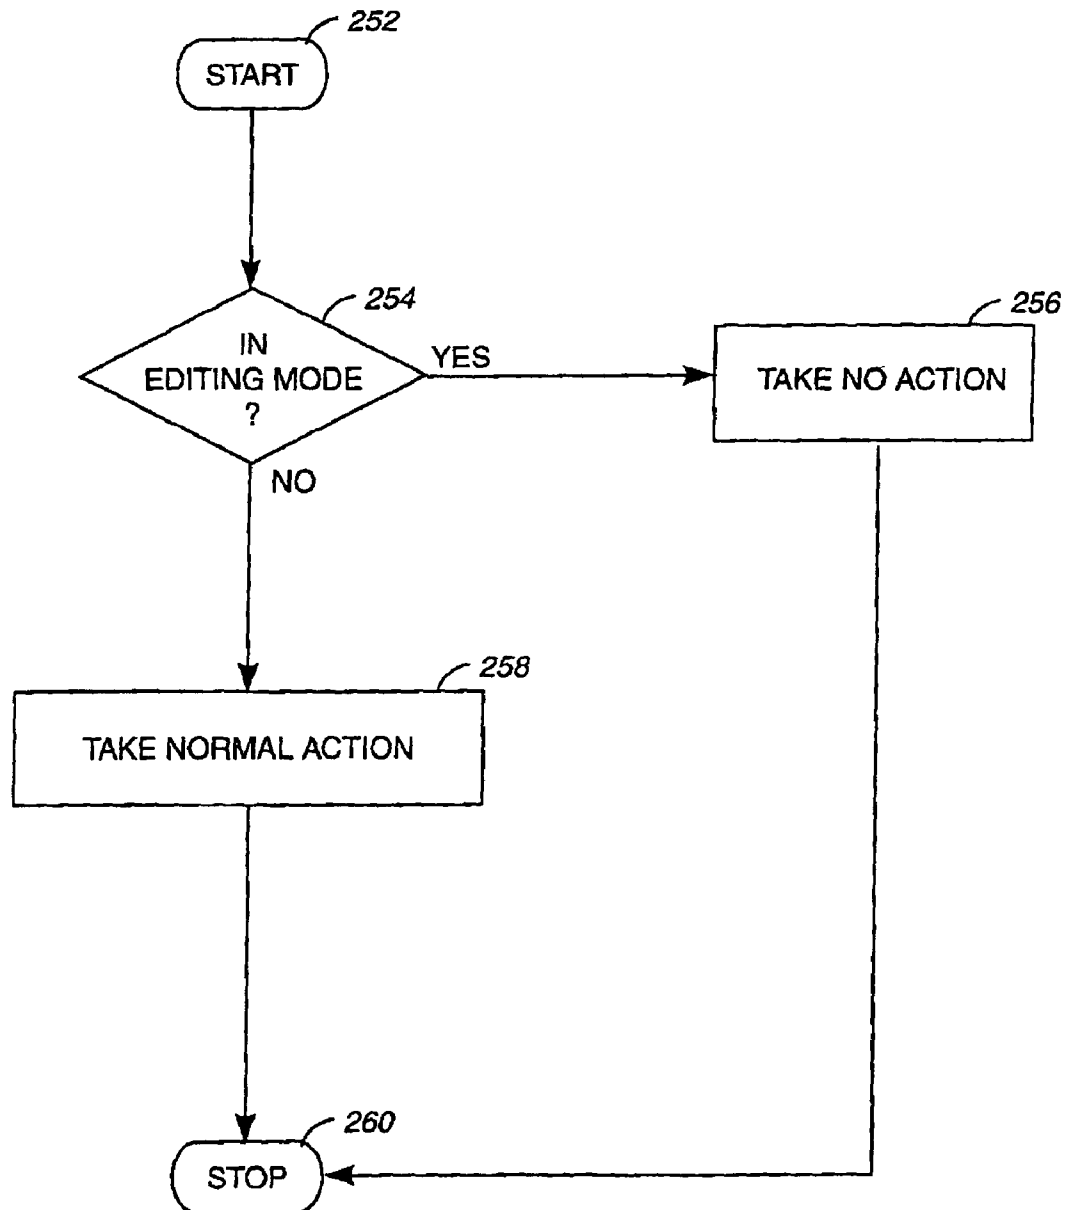 252
START
254
IN
EDITING MODE
?
YES
256
TAKE NO ACTION
NO
258
TAKE NORMAL ACTION
260
STOP